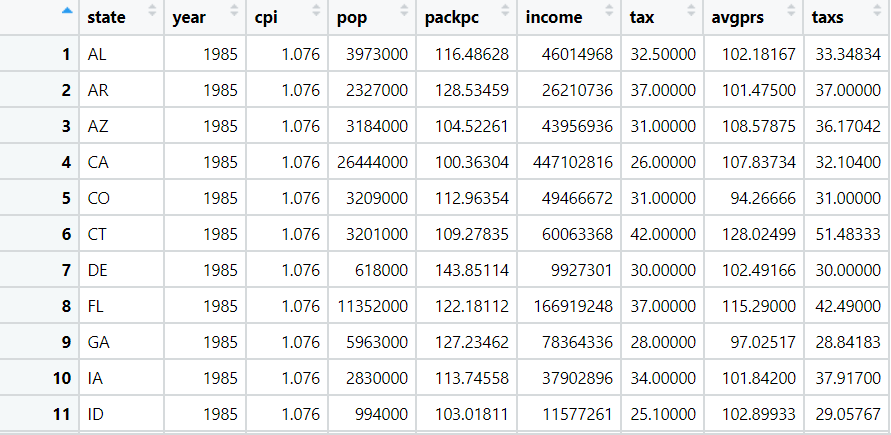 state year cpi pop packpc income tax avgprs taxs
1 AL 1985 1.076 3973000 116.48628 46014968 32.50000 102.18167 33.34834
2 AR 1985 1.076 2327000 128.53459 26210736 37.00000 101.47500 37.00000
3 AZ 1985 1.076 3184000 104.52261 43956936 31.00000 108.57875 36.17042
4 CA 1985 1.076 26444000 100.36304 447102816 26.00000 107.83734 32.10400
5 CO 1985 1.076 3209000 112.96354 49466672 31.00000 94.26666 31.00000
6 CT 1985 1.076 3201000 109.27835 60063368 42.00000 128.02499 51.48333
7 DE 1985 1.076 618000 143.85114 9927301 30.00000 102.49166 30.00000
8 FL 1985 1.076 11352000 122.18112 166919248 37.00000 115.29000 42.49000
9 GA 1985 1.076 5963000 127.23462 78364336 28.00000 97.02517 28.84183
10 IA 1985 1.076 2830000 113.74558 37902896 34.00000 101.84200 37.91700
11 ID 1985 1.076 994000 103.01811 11577261 25.10000 102.89933 29.05767